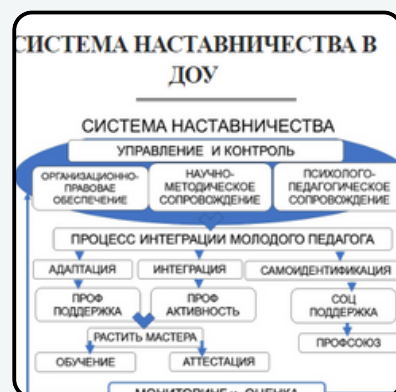 СИСТЕМА НАСТАВНИЧЕСТВА В
ДОУ
СИСТЕМА НАСТАВНИЧЕСТВА
УПРАВЛЕНИЕ И КОНТРОЛЬ
ОРГАНИЗАЦИОННО-
ПРАВОВАЕ
ОБЕСПЕЧЕНИЕ
НАУЧНО-
МЕТОДИЧЕСКОЕ
СОПРОВОЖДЕНИЕ
ПСИХОЛОГО-
ПЕДАГОГИЧЕСКОЕ
СОПРОВОЖДЕНИЕ
ПРОЦЕСС ИНТЕГРАЦИИ МОЛОДОГО ПЕДАГОГА
АДАПТАЦИЯ
ИНТЕГРАЦИЯ
САМОИДЕНТИФИКАЦИЯ
ПРОФ
ПОДДЕРЖКА
ПРОФ
АКТИВНОСТЬ
СОЦ
ПОДДЕРЖКА
РАСТИТЬ МАСТЕРА
ПРОФСОЮЗ
ОБУЧЕНИЕ
АТТЕСТАЦИЯ